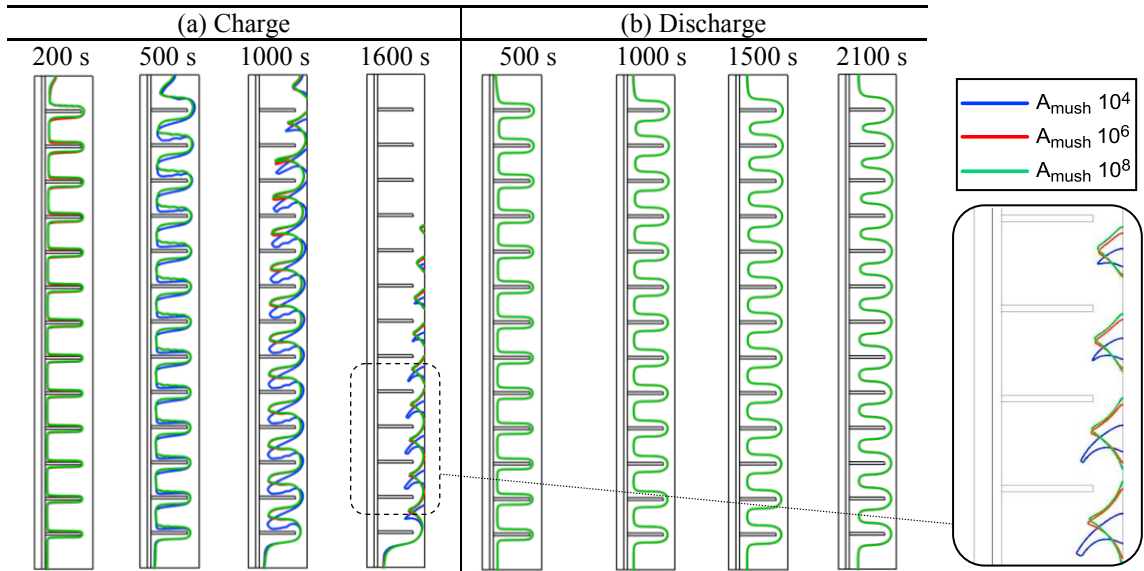 (a) Charge (b) Discharge
200 s 500 s 1000 s 1600 s 500 s 1000 s 1500 s 2100 s
A_mush 10^4
A_mush 10^6
A_mush 10^8